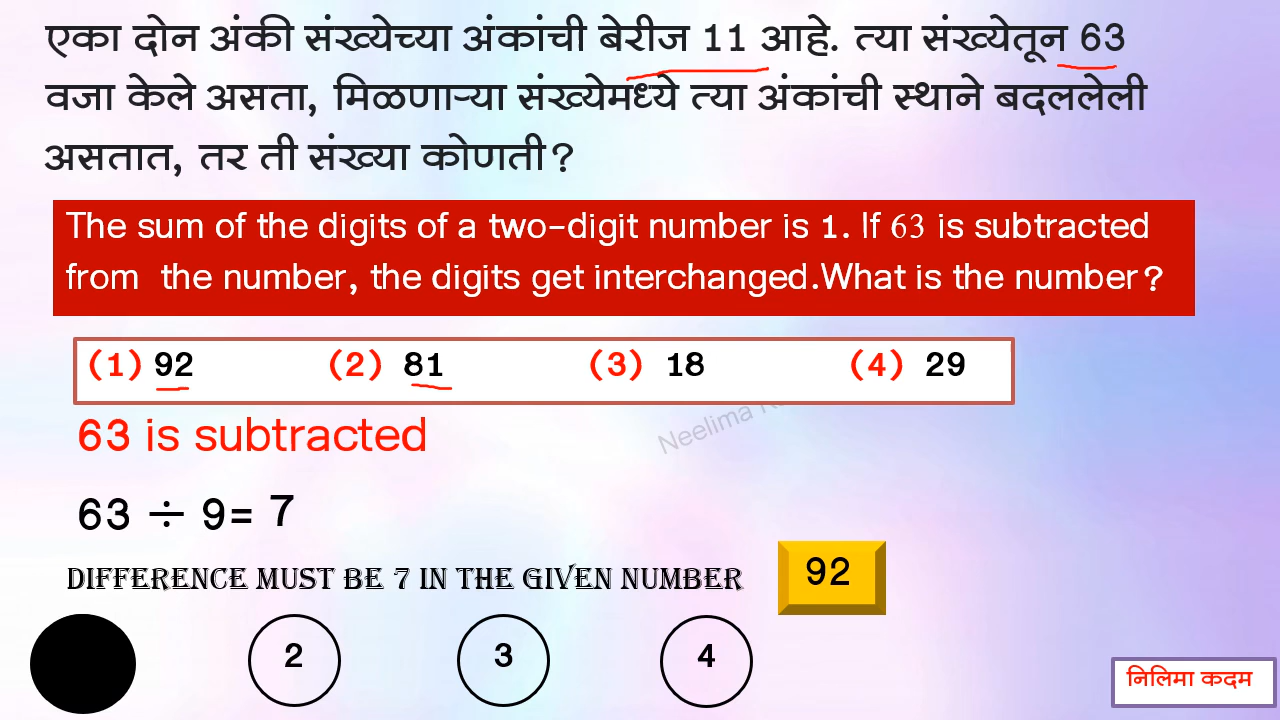 एका दोन अंकी संख्येच्या अंकांची बेरीज 11 आहे. त्या संख्येतून 63
वजा केले असता, मिळणाऱ्या संख्येमध्ये त्या अंकांची स्थाने बदललेली
असतात, तर ती संख्या कोणती?
The sum of the digits of a two-digit number is 1. If 63 is subtracted
from the number, the digits get interchanged.What is the number?
(1) 92 (2) 81 (3) 18 (4) 29
Neelima
63 is subtracted
63 ÷ 9= 7
DIFFERENCE MUST BE 7 IN THE GIVEN NUMBER
92
2 3 4
निलिमा कदम